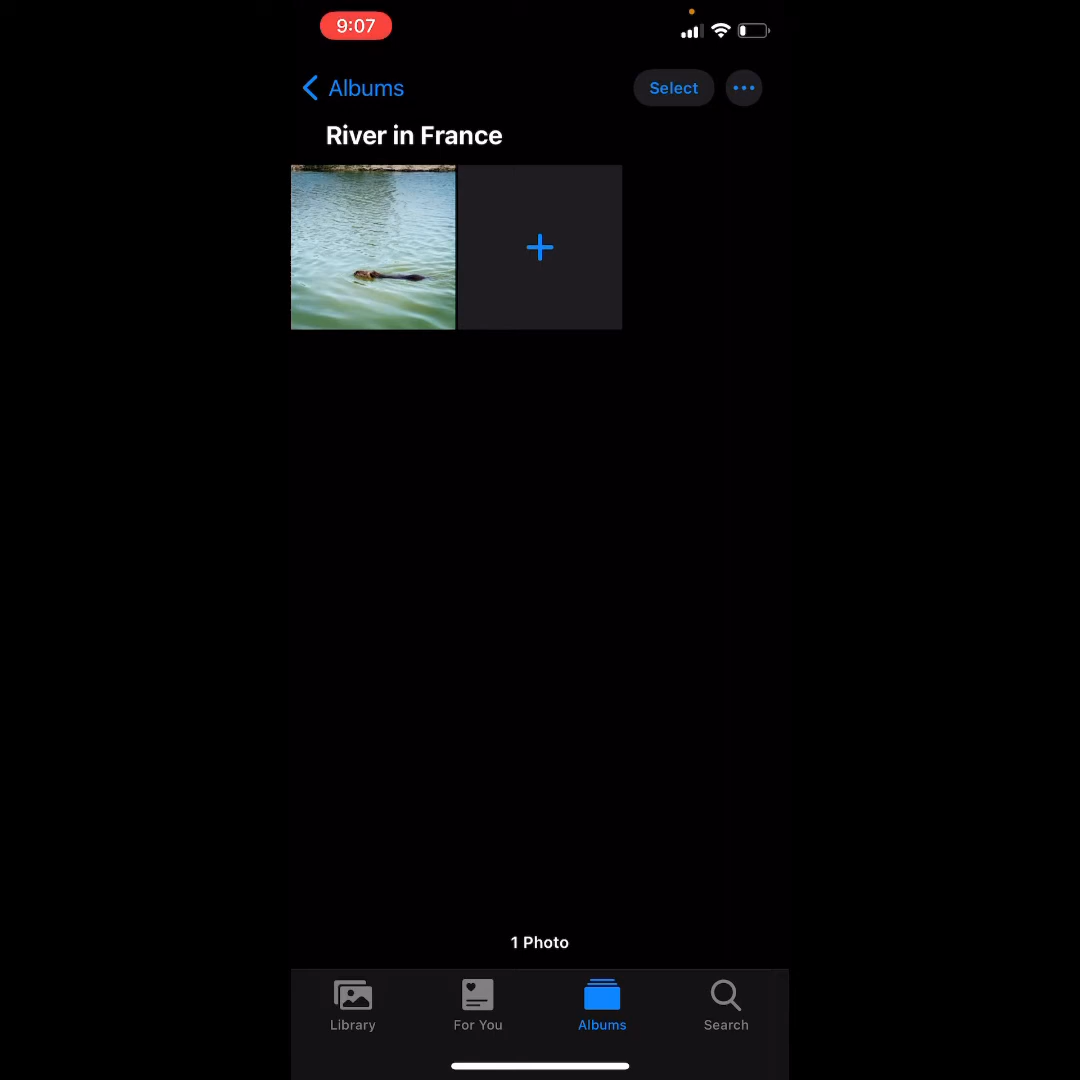 9:07
Albums
Select
River in France
1 Photo
Library
For You
Albums
Search